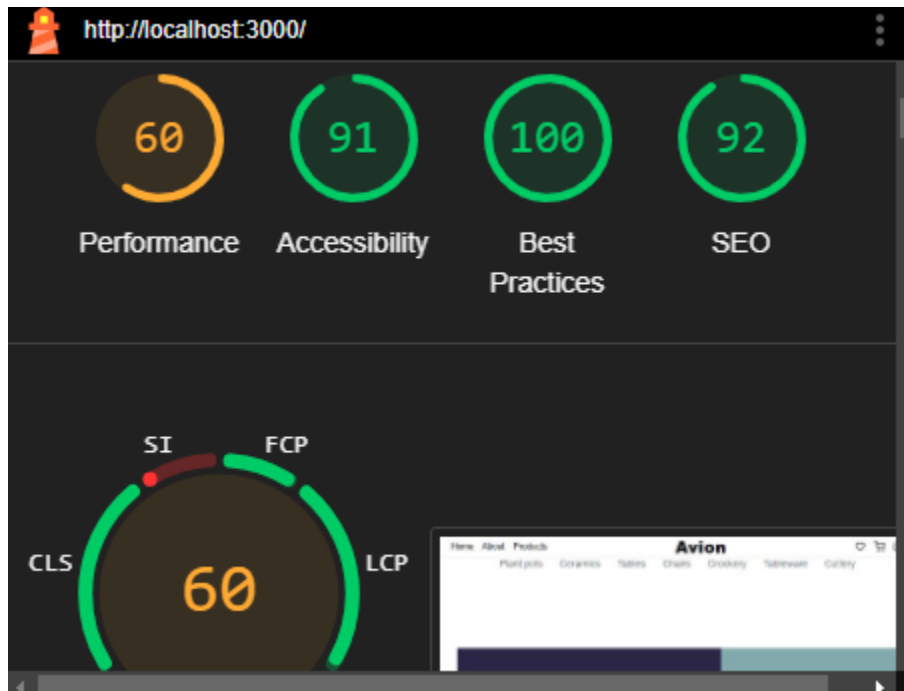 http://localhost:3000/
60 91 100 92
Performance Accessibility Best Practices SEO
SI FCP
CLS LCP
60
Home About Products Avion
Plant pots Ceramics Tables Chairs Crockery Tableware Cutlery